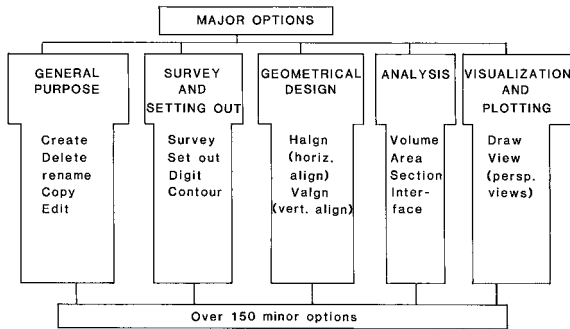 MAJOR OPTIONS
GENERAL
PURPOSE
Create
Delete
rename
Copy
Edit
SURVEY
AND
SETTING OUT
Survey
Set out
Digit
Contour
GEOMETRICAL
DESIGN
Halgn
(horiz.
align)
Valgn
(vert. align)
ANALYSIS
Volume
Area
Section
Inter-
face
VISUALIZATION
AND
PLOTTING
Draw
View
(persp.
views)
Over 150 minor options